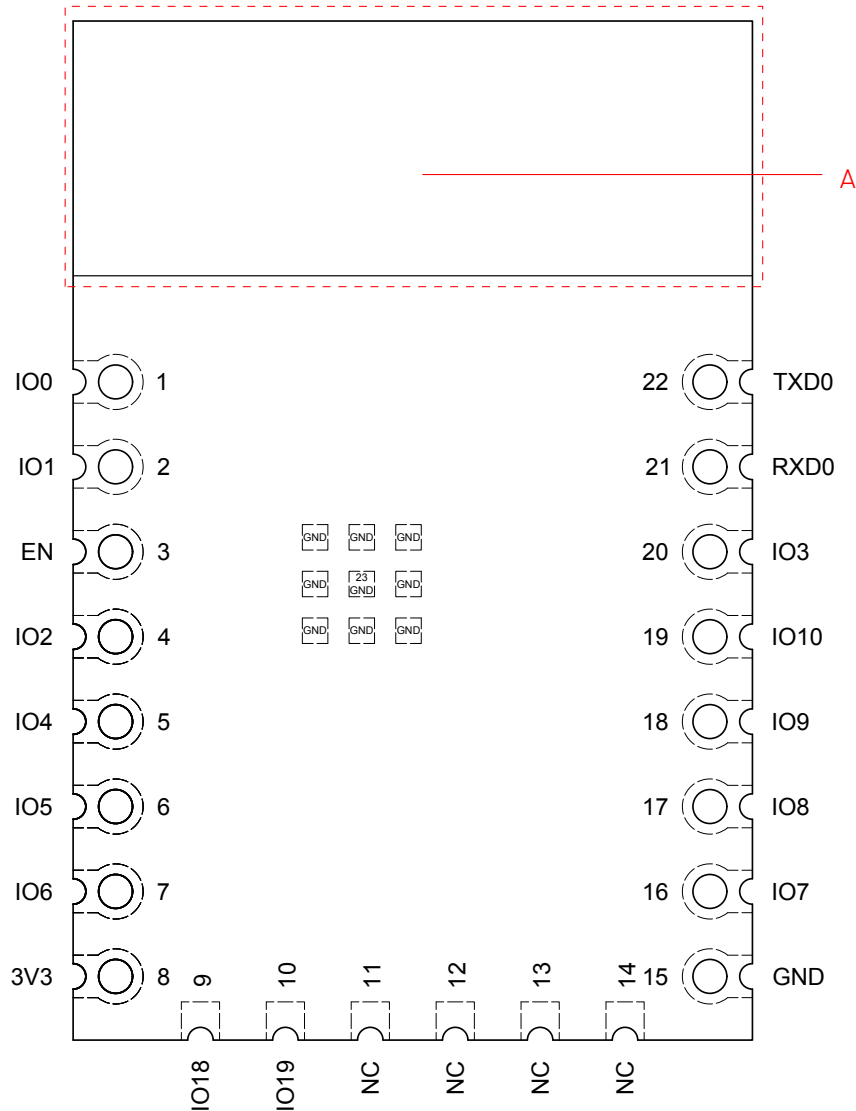 A
IO0 1 22 TXD0
IO1 2 21 RXD0
GND GND GND
EN 3 20 IO3
GND 23 GND GND
GND GND GND
IO2 4 19 IO10
IO4 5 18 IO9
IO5 6 17 IO8
IO6 7 16 IO7
3V3 8 9 10 11 12 13 14 15 GND
IO18 IO19 NC NC NC NC